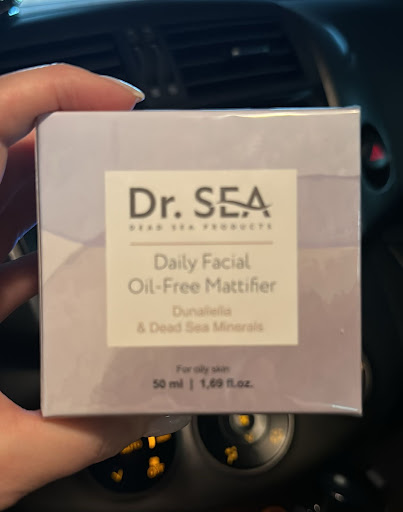 Dr. SEA
DEAD SEA PRODUCTS
Daily Facial
Oil-Free Mattifier
Dunaliella
& Dead Sea Minerals
For oily skin
50 ml | 1,69 fl.oz.